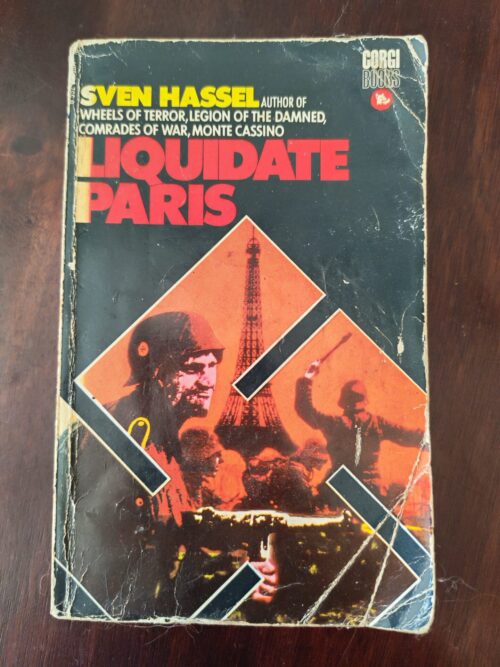 CORGI
BOOKS
SVEN HASSEL AUTHOR OF
WHEELS OF TERROR, LEGION OF THE DAMNED,
COMRADES OF WAR, MONTE CASSINO
LIQUIDATE
PARIS